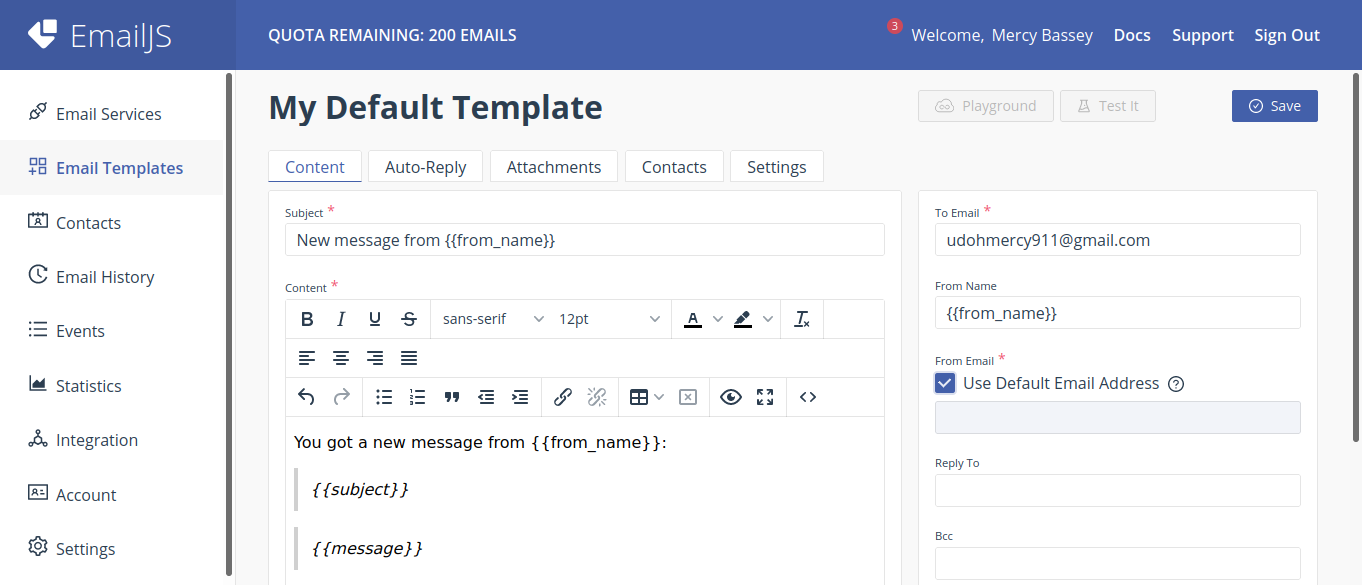 EmailJS
QUOTA REMAINING: 200 EMAILS
3
Welcome, Mercy Bassey
Docs
Support
Sign Out
Email Services
Email Templates
Contacts
Email History
Events
Statistics
Integration
Account
Settings
My Default Template
Playground
Test It
Save
Content
Auto-Reply
Attachments
Contacts
Settings
Subject *
New message from {{from_name}}
Content *
B I U S sans-serif 12pt A
You got a new message from {{from_name}}:
{{subject}}
{{message}}
To Email *
udohmercy911@gmail.com
From Name
{{from_name}}
From Email *
Use Default Email Address ?
Reply To
Bcc